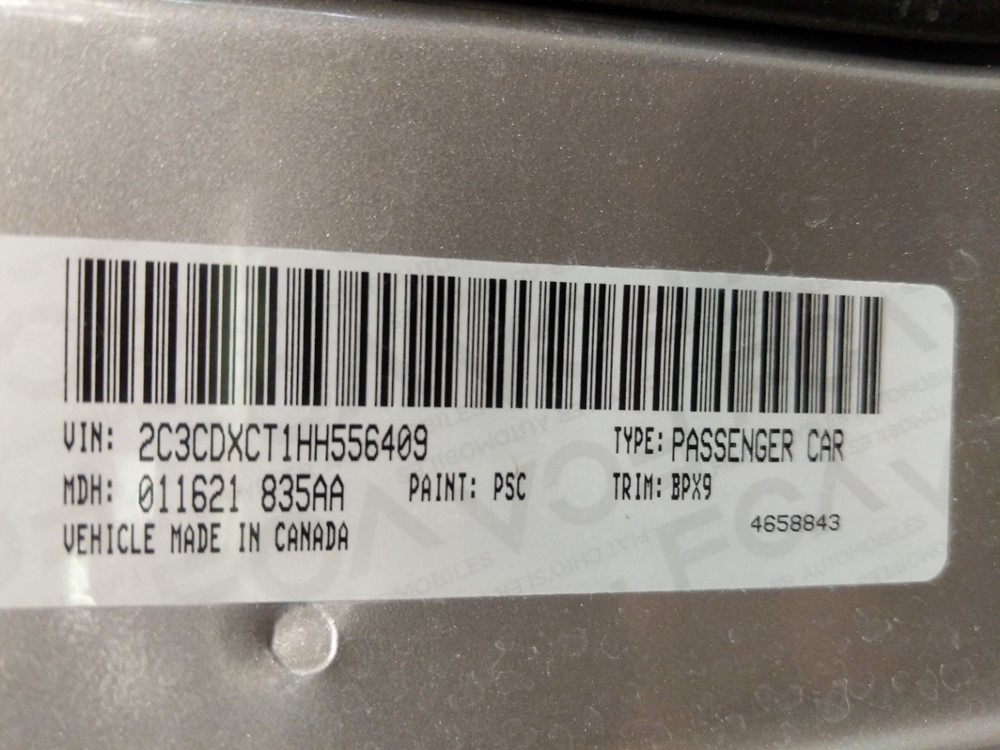 VIN: 2C3CDXCT1HH556409 TYPE: PASSENGER CAR
MDH: 011621 835AA PAINT: PSC TRIM: BPX9
VEHICLE MADE IN CANADA 4658843